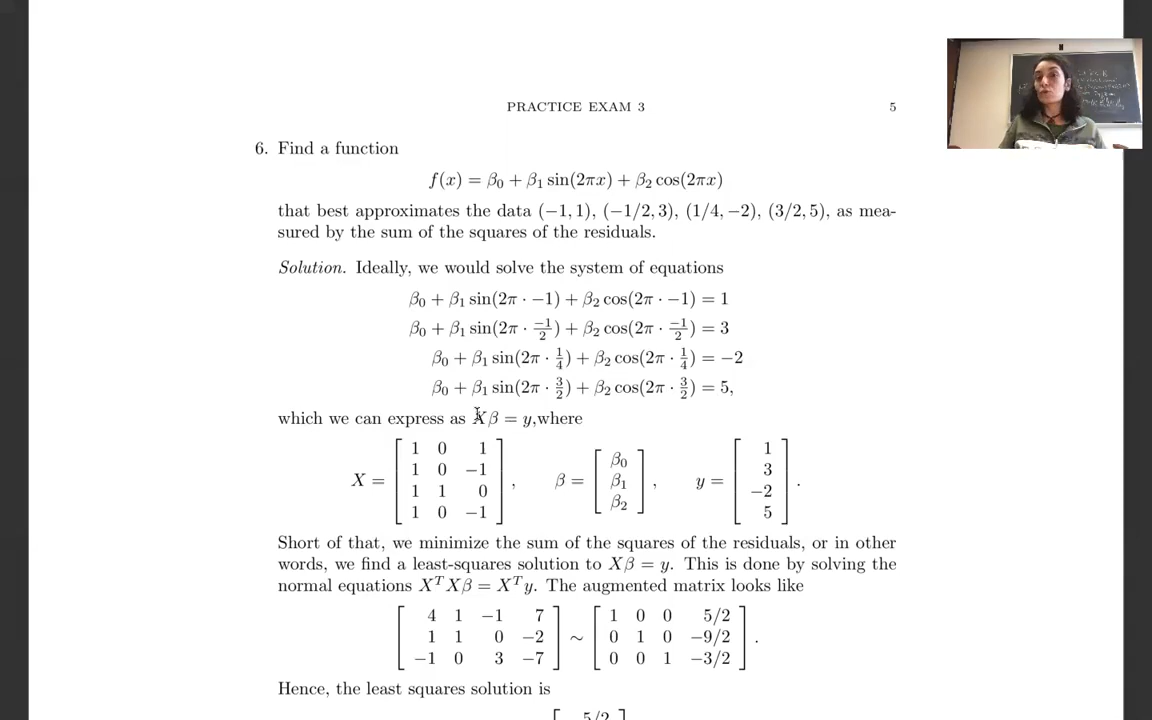 PRACTICE EXAM 3 5
6. Find a function
f(x) = β₀ + β₁ sin(2πx) + β₂ cos(2πx)
that best approximates the data (−1, 1), (−1/2, 3), (1/4, −2), (3/2, 5), as mea-
sured by the sum of the squares of the residuals.
Solution. Ideally, we would solve the system of equations
β₀ + β₁ sin(2π · −1) + β₂ cos(2π · −1) = 1
β₀ + β₁ sin(2π · −1/2) + β₂ cos(2π · −1/2) = 3
β₀ + β₁ sin(2π · 1/4) + β₂ cos(2π · 1/4) = −2
β₀ + β₁ sin(2π · 3/2) + β₂ cos(2π · 3/2) = 5,
which we can express as Xβ = y,where
X = [ 1 0 1 ; 1 0 −1 ; 1 1 0 ; 1 0 −1 ] , β = [ β₀ ; β₁ ; β₂ ] , y = [ 1 ; 3 ; −2 ; 5 ] .
Short of that, we minimize the sum of the squares of the residuals, or in other
words, we find a least-squares solution to Xβ = y. This is done by solving the
normal equations XᵀXβ = Xᵀy. The augmented matrix looks like
[ 4 1 −1 7 ; 1 1 0 −2 ; −1 0 3 −7 ] ∼ [ 1 0 0 5/2 ; 0 1 0 −9/2 ; 0 0 1 −3/2 ] .
Hence, the least squares solution is
5/2